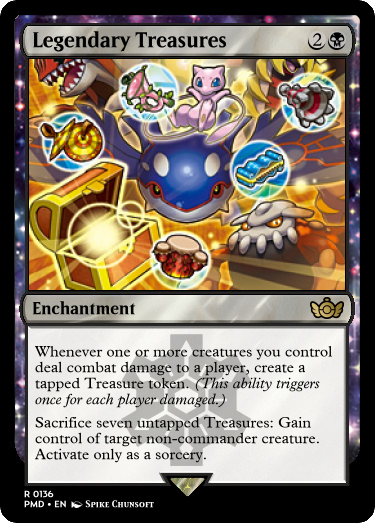 Legendary Treasures 2
Enchantment
Whenever one or more creatures you control
deal combat damage to a player, create a
tapped Treasure token. (This ability triggers
once for each player damaged.)
Sacrifice seven untapped Treasures: Gain
control of target non-commander creature.
Activate only as a sorcery.
R 0136
PMD • EN Spike Chunsoft